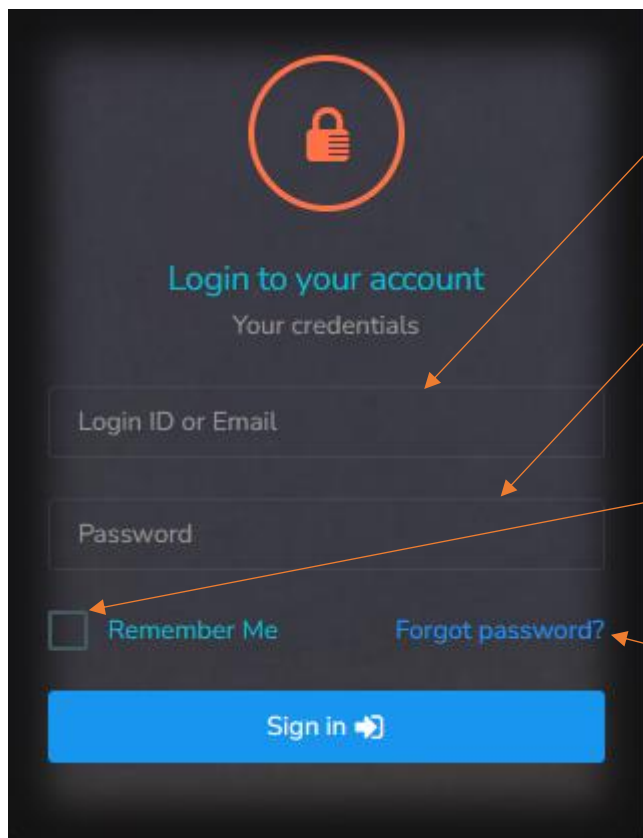 Login to your account
Your credentials
Login ID or Email
Password
Remember Me Forgot password?
Sign in